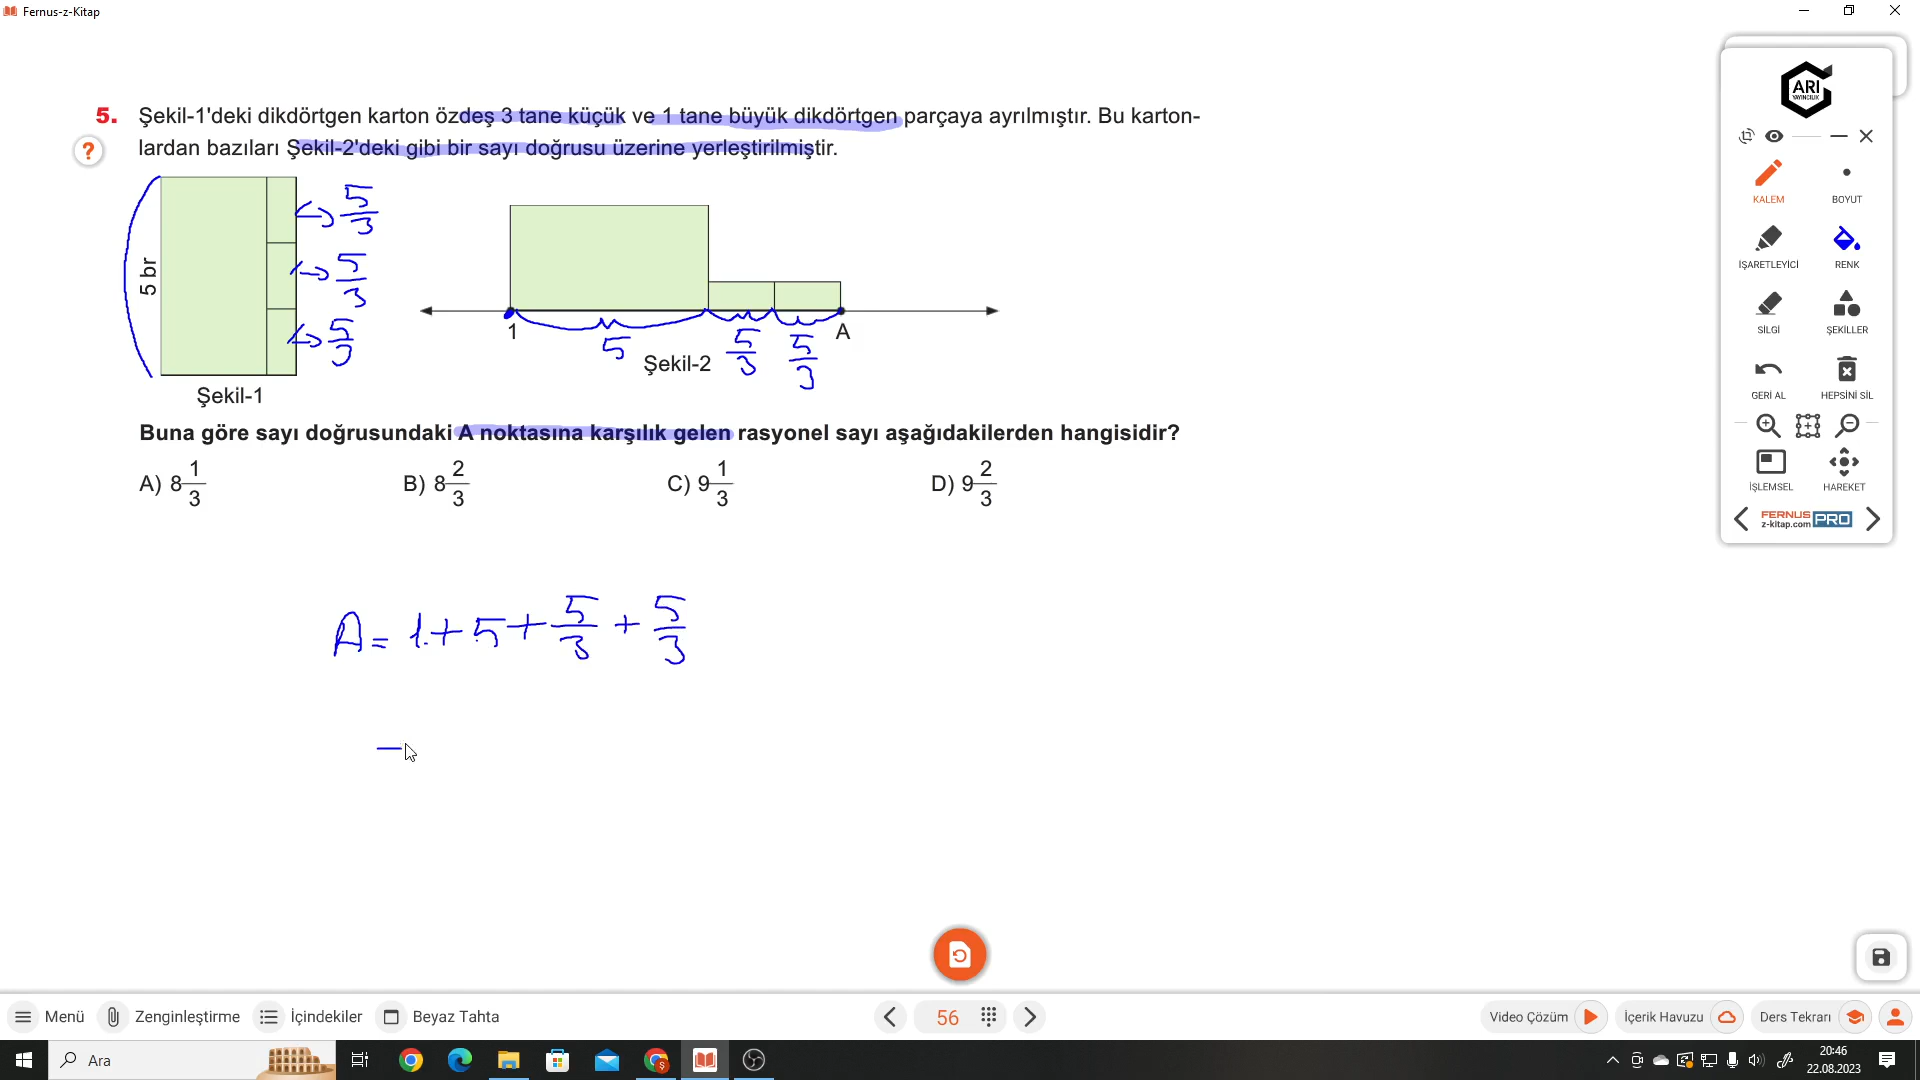 Fernus-z-Kitap
5. Şekil-1'deki dikdörtgen karton özdeş 3 tane küçük ve 1 tane büyük dikdörtgen parçaya ayrılmıştır. Bu karton-
lardan bazıları Şekil-2'deki gibi bir sayı doğrusu üzerine yerleştirilmiştir.
?
5 br
5/3
5/3
5/3
Şekil-1
1
A
5
5/3
5/3
Şekil-2
Buna göre sayı doğrusundaki A noktasına karşılık gelen rasyonel sayı aşağıdakilerden hangisidir?
A) 8 1/3 B) 8 2/3 C) 9 1/3 D) 9 2/3
A = 1 + 5 + 5/3 + 5/3
ARI
YAYINCILIK
KALEM BOYUT
İŞARETLEYİCİ RENK
SİLGİ ŞEKİLLER
GERİ AL HEPSİNİ SİL
İŞLEMSEL HAREKET
FERNUS
z-kitap.com PRO
Menü Zenginleştirme İçindekiler Beyaz Tahta 56 Video Çözüm İçerik Havuzu Ders Tekrarı
Ara
20:46
22.08.2023